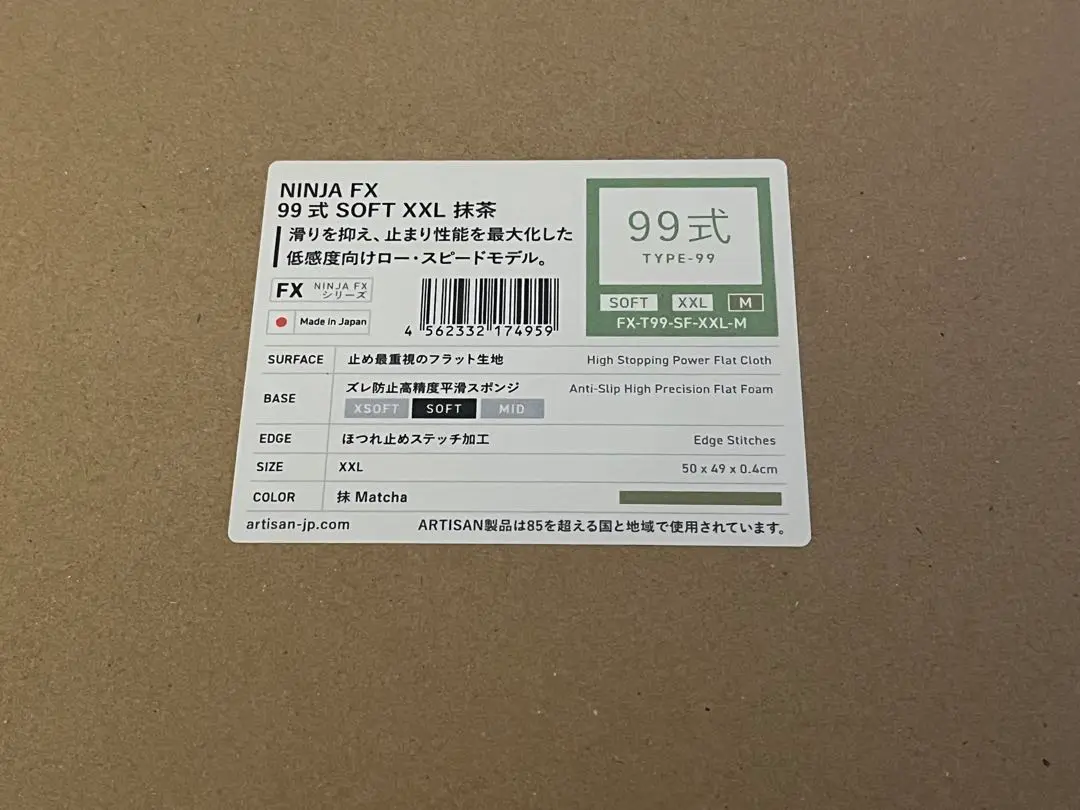 NINJA FX
99 式 SOFT XXL 抹茶
滑りを抑え、止まり性能を最大化した
低感度向けロー・スピードモデル。
FX NINJA FX
シリーズ
Made in Japan
4 562332 174959
99式
TYPE-99
SOFT XXL M
FX-T99-SF-XXL-M
SURFACE 止め最重視のフラット生地 High Stopping Power Flat Cloth
BASE ズレ防止高精度平滑スポンジ Anti-Slip High Precision Flat Foam
XSOFT SOFT MID
EDGE ほつれ止めステッチ加工 Edge Stitches
SIZE XXL 50 x 49 x 0.4cm
COLOR 抹 Matcha
artisan-jp.com ARTISAN製品は85を超える国と地域で使用されています。